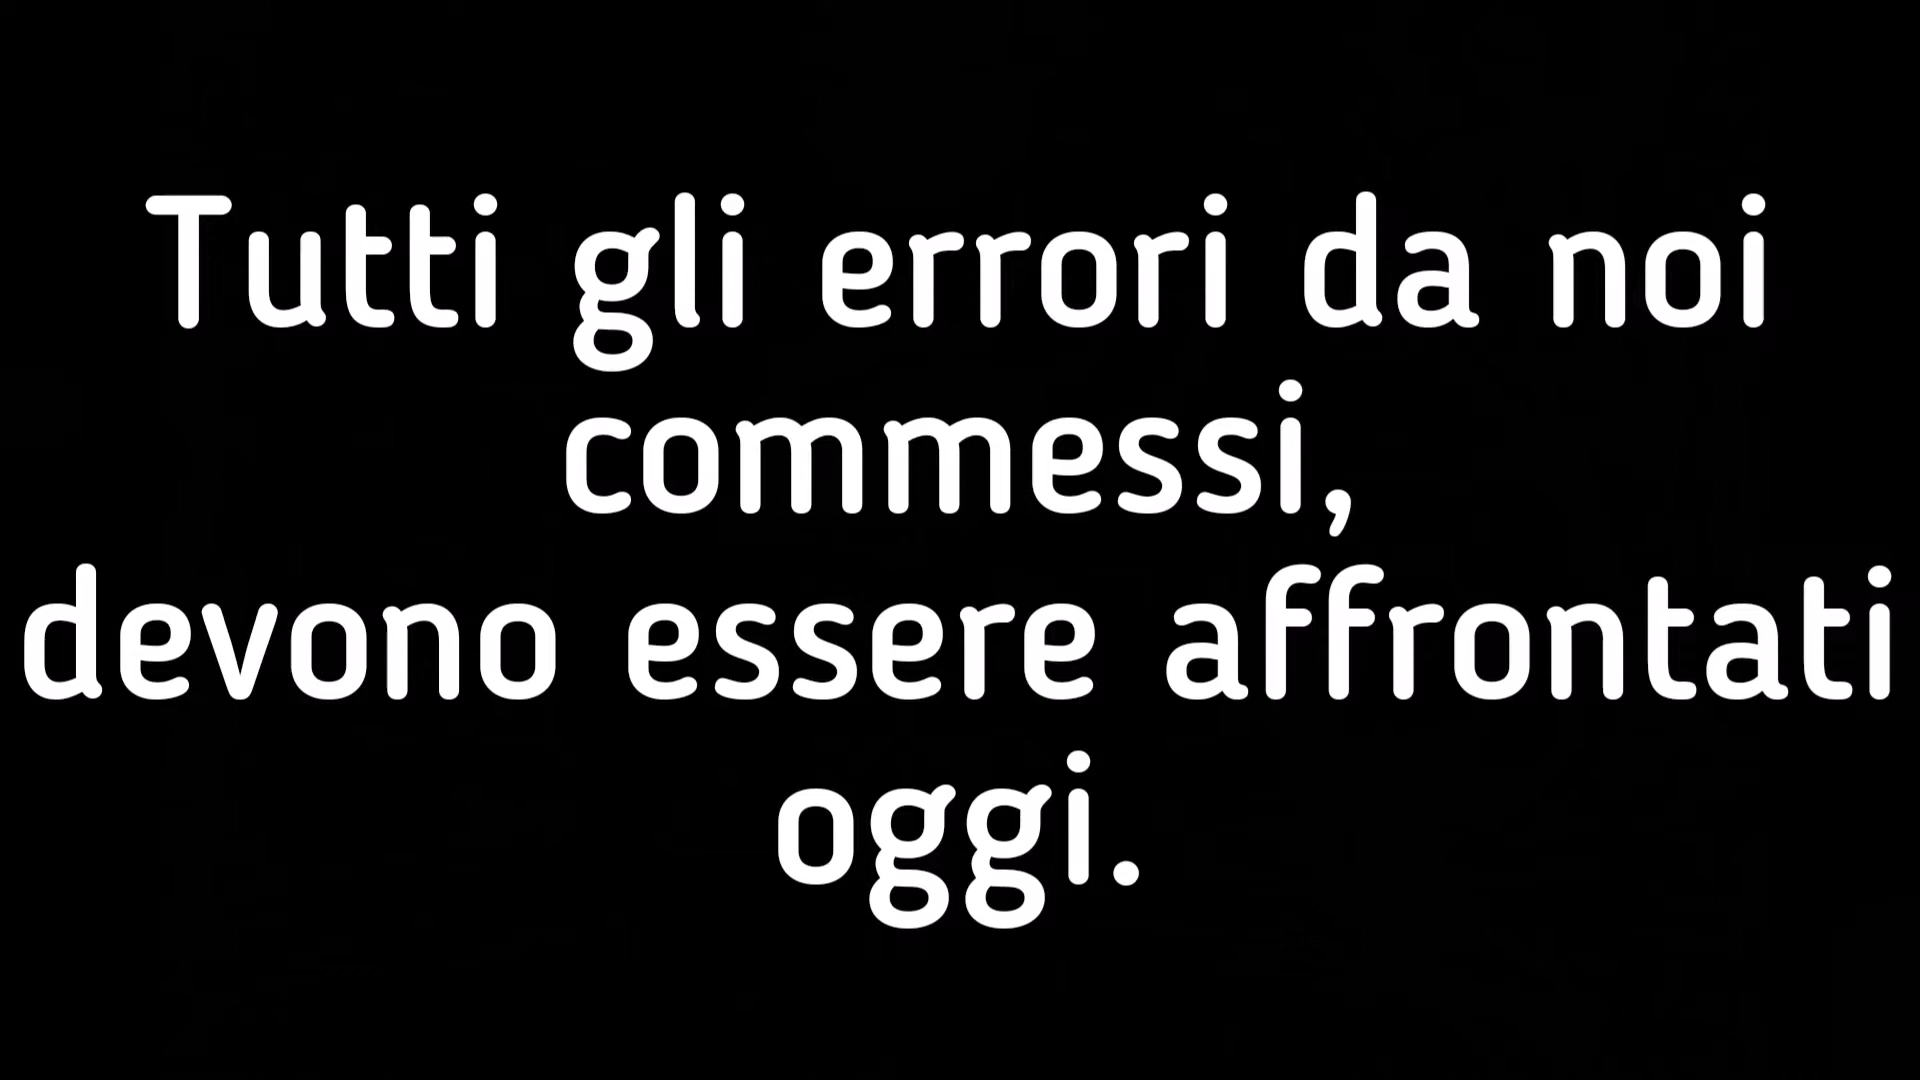 Tutti gli errori da noi
commessi,
devono essere affrontati
oggi.